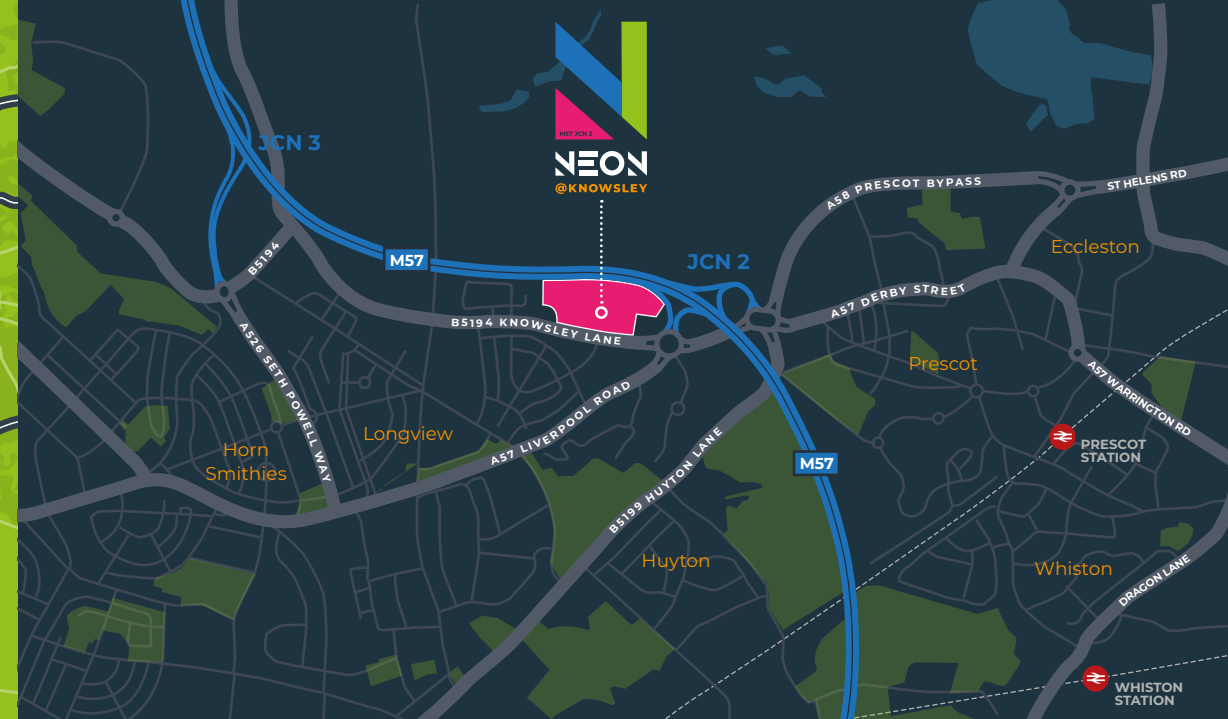 M57 JCN 2
NEON
@KNOWSLEY
JCN 3
B5194
M57
JCN 2
A58 PRESCOT BYPASS
ST HELENS RD
Eccleston
A57 DERBY STREET
B5194 KNOWSLEY LANE
A526 SETH POWELL WAY
Prescot
A57 WARRINGTON RD
A57 LIVERPOOL ROAD
Longview
Horn
Smithies
B5199 HUYTON LANE
M57
PRESCOT
STATION
Huyton
Whiston
DRAGON LANE
WHISTON
STATION